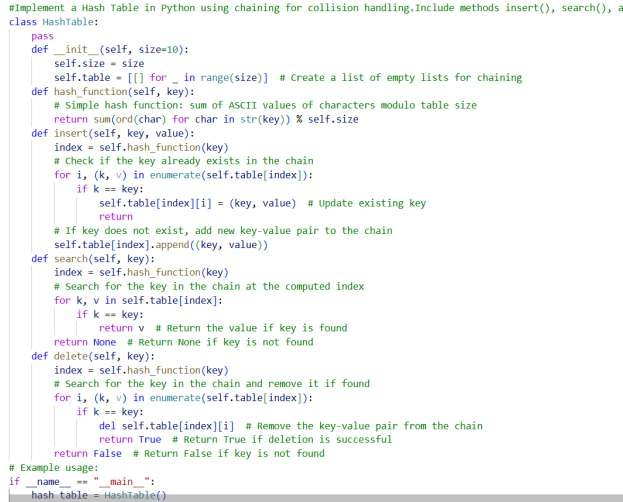 #Implement a Hash Table in Python using chaining for collision handling.Include methods insert(), search(), a
class HashTable:
    pass
    def __init__(self, size=10):
        self.size = size
        self.table = [[] for _ in range(size)]  # Create a list of empty lists for chaining
    def hash_function(self, key):
        # Simple hash function: sum of ASCII values of characters modulo table size
        return sum(ord(char) for char in str(key)) % self.size
    def insert(self, key, value):
        index = self.hash_function(key)
        # Check if the key already exists in the chain
        for i, (k, v) in enumerate(self.table[index]):
            if k == key:
                self.table[index][i] = (key, value)  # Update existing key
                return
        # If key does not exist, add new key-value pair to the chain
        self.table[index].append((key, value))
    def search(self, key):
        index = self.hash_function(key)
        # Search for the key in the chain at the computed index
        for k, v in self.table[index]:
            if k == key:
                return v  # Return the value if key is found
        return None  # Return None if key is not found
    def delete(self, key):
        index = self.hash_function(key)
        # Search for the key in the chain and remove it if found
        for i, (k, v) in enumerate(self.table[index]):
            if k == key:
                del self.table[index][i]  # Remove the key-value pair from the chain
                return True  # Return True if deletion is successful
        return False  # Return False if key is not found
# Example usage:
if __name__ == "__main__":
    hash_table = HashTable()